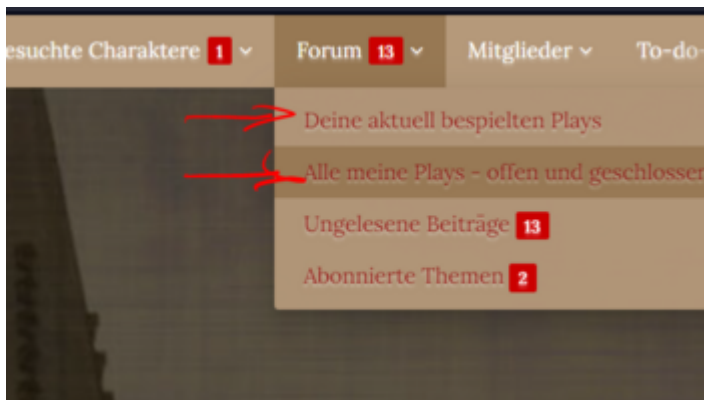 esuchte Charaktere 1 Forum 13 Mitglieder To-do-
Deine aktuell bespielten Plays
Alle meine Plays - offen und geschlossen
Ungelesene Beiträge 13
Abonnierte Themen 2